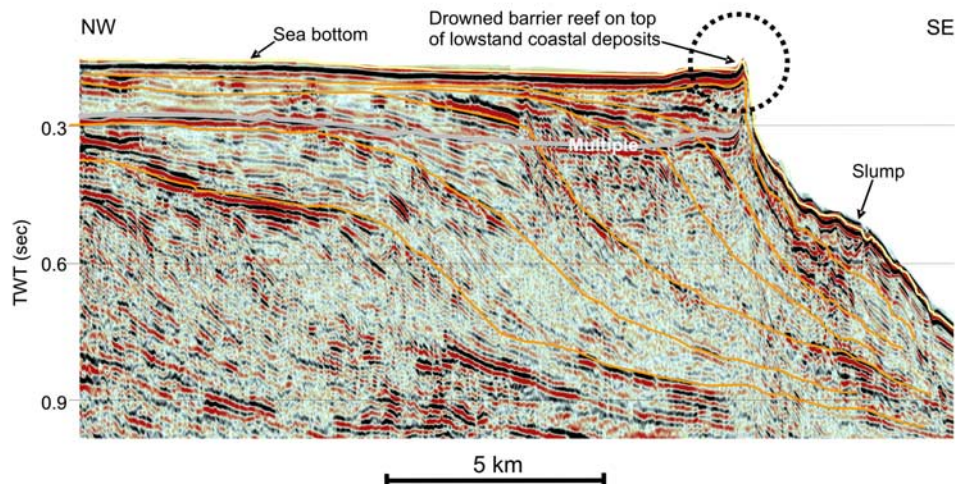 NW
Drowned barrier reef on top
of lowstand coastal deposits
SE
Sea bottom
0.3
Multiple
Slump
TWT (sec)
0.6
0.9
5 km